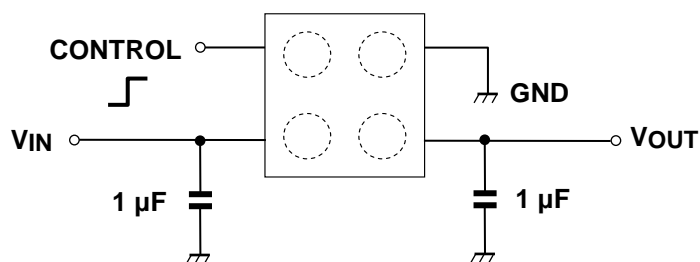 CONTROL
GND
VIN
VOUT
1 µF
1 µF